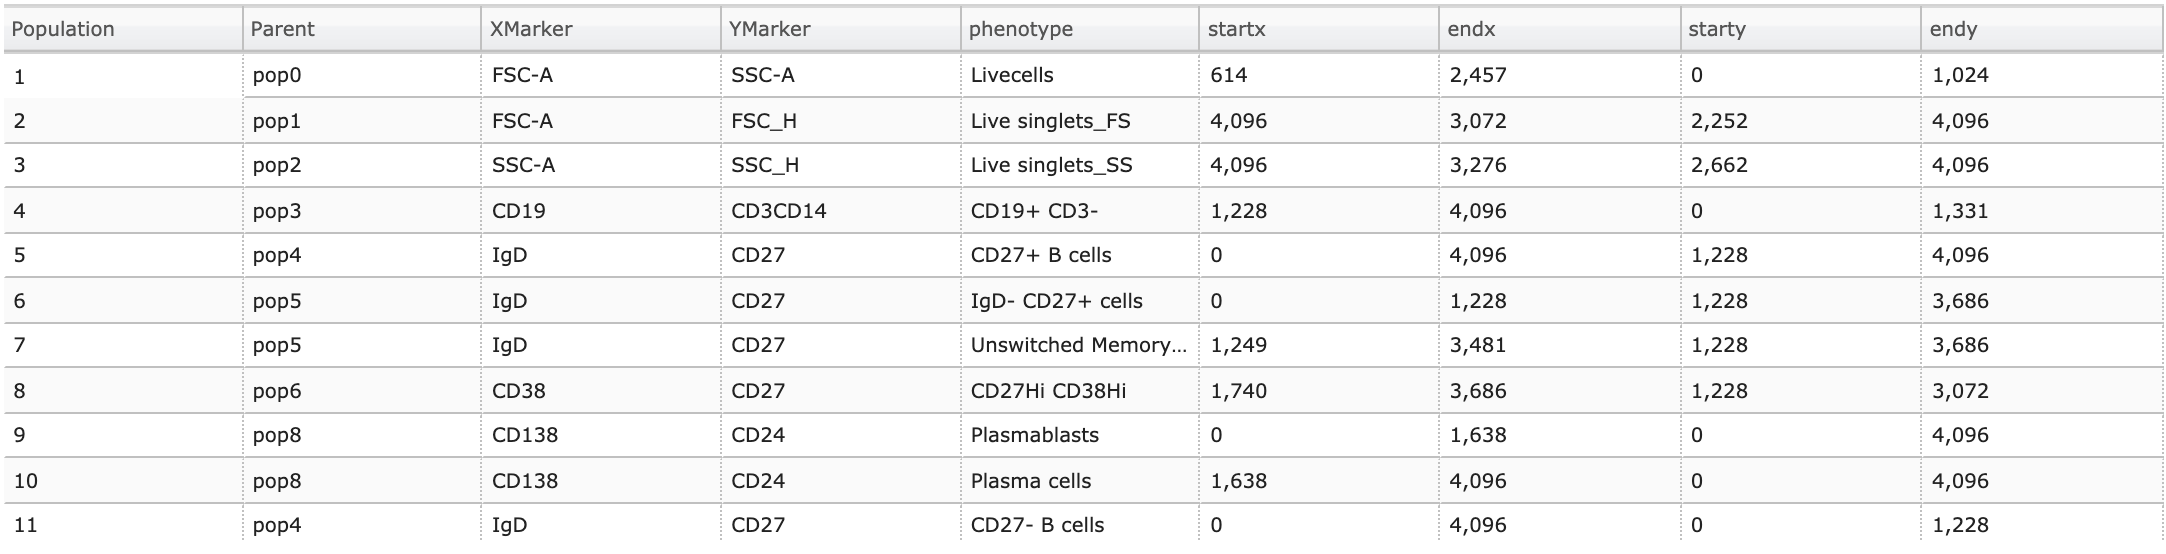 Population Parent XMarker YMarker phenotype startx endx starty endy
1 pop0 FSC-A SSC-A Livecells 614 2,457 0 1,024
2 pop1 FSC-A FSC_H Live singlets_FS 4,096 3,072 2,252 4,096
3 pop2 SSC-A SSC_H Live singlets_SS 4,096 3,276 2,662 4,096
4 pop3 CD19 CD3CD14 CD19+ CD3- 1,228 4,096 0 1,331
5 pop4 IgD CD27 CD27+ B cells 0 4,096 1,228 4,096
6 pop5 IgD CD27 IgD- CD27+ cells 0 1,228 1,228 3,686
7 pop5 IgD CD27 Unswitched Memory... 1,249 3,481 1,228 3,686
8 pop6 CD38 CD27 CD27Hi CD38Hi 1,740 3,686 1,228 3,072
9 pop8 CD138 CD24 Plasmablasts 0 1,638 0 4,096
10 pop8 CD138 CD24 Plasma cells 1,638 4,096 0 4,096
11 pop4 IgD CD27 CD27- B cells 0 4,096 0 1,228